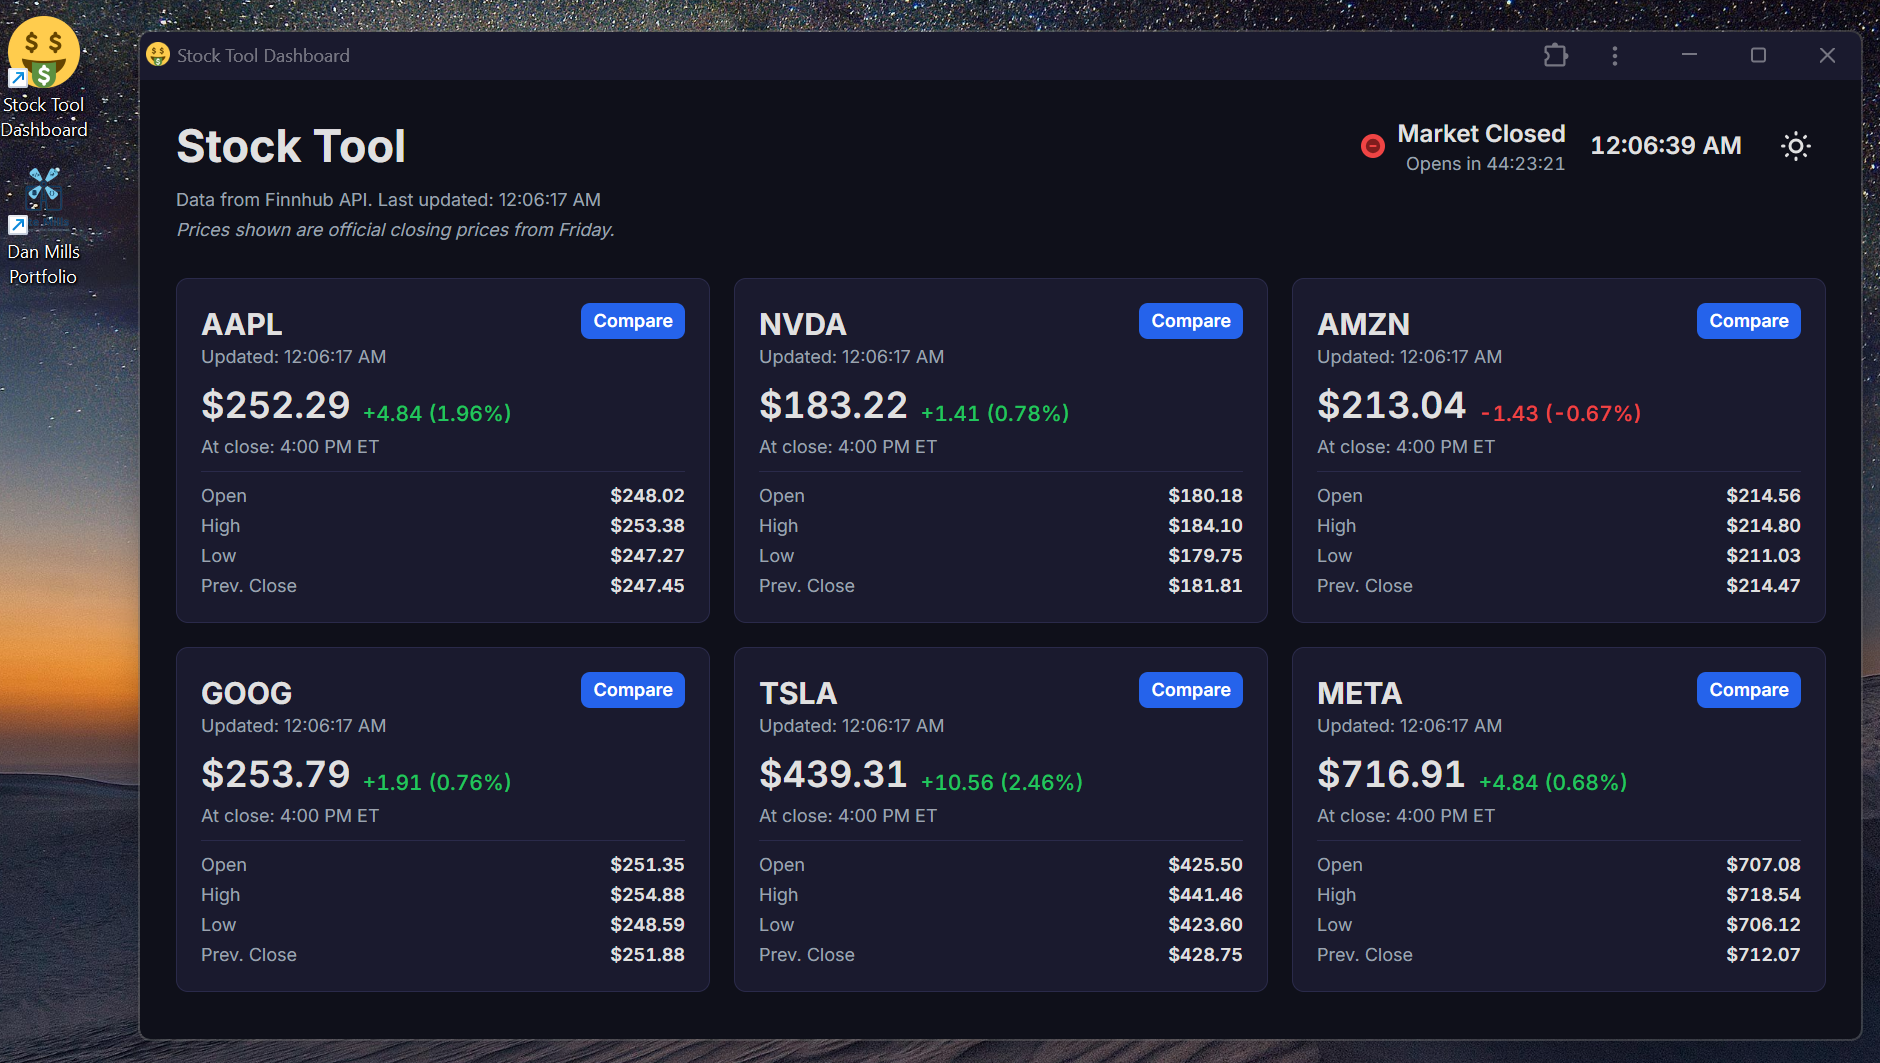 Stock Tool
Dashboard
Dan Mills
Portfolio
Stock Tool Dashboard
Stock Tool
Market Closed
Opens in 44:23:21
12:06:39 AM
Data from Finnhub API. Last updated: 12:06:17 AM
Prices shown are official closing prices from Friday.
AAPL
Compare
Updated: 12:06:17 AM
$252.29 +4.84 (1.96%)
At close: 4:00 PM ET
Open $248.02
High $253.38
Low $247.27
Prev. Close $247.45
NVDA
Compare
Updated: 12:06:17 AM
$183.22 +1.41 (0.78%)
At close: 4:00 PM ET
Open $180.18
High $184.10
Low $179.75
Prev. Close $181.81
AMZN
Compare
Updated: 12:06:17 AM
$213.04 -1.43 (-0.67%)
At close: 4:00 PM ET
Open $214.56
High $214.80
Low $211.03
Prev. Close $214.47
GOOG
Compare
Updated: 12:06:17 AM
$253.79 +1.91 (0.76%)
At close: 4:00 PM ET
Open $251.35
High $254.88
Low $248.59
Prev. Close $251.88
TSLA
Compare
Updated: 12:06:17 AM
$439.31 +10.56 (2.46%)
At close: 4:00 PM ET
Open $425.50
High $441.46
Low $423.60
Prev. Close $428.75
META
Compare
Updated: 12:06:17 AM
$716.91 +4.84 (0.68%)
At close: 4:00 PM ET
Open $707.08
High $718.54
Low $706.12
Prev. Close $712.07